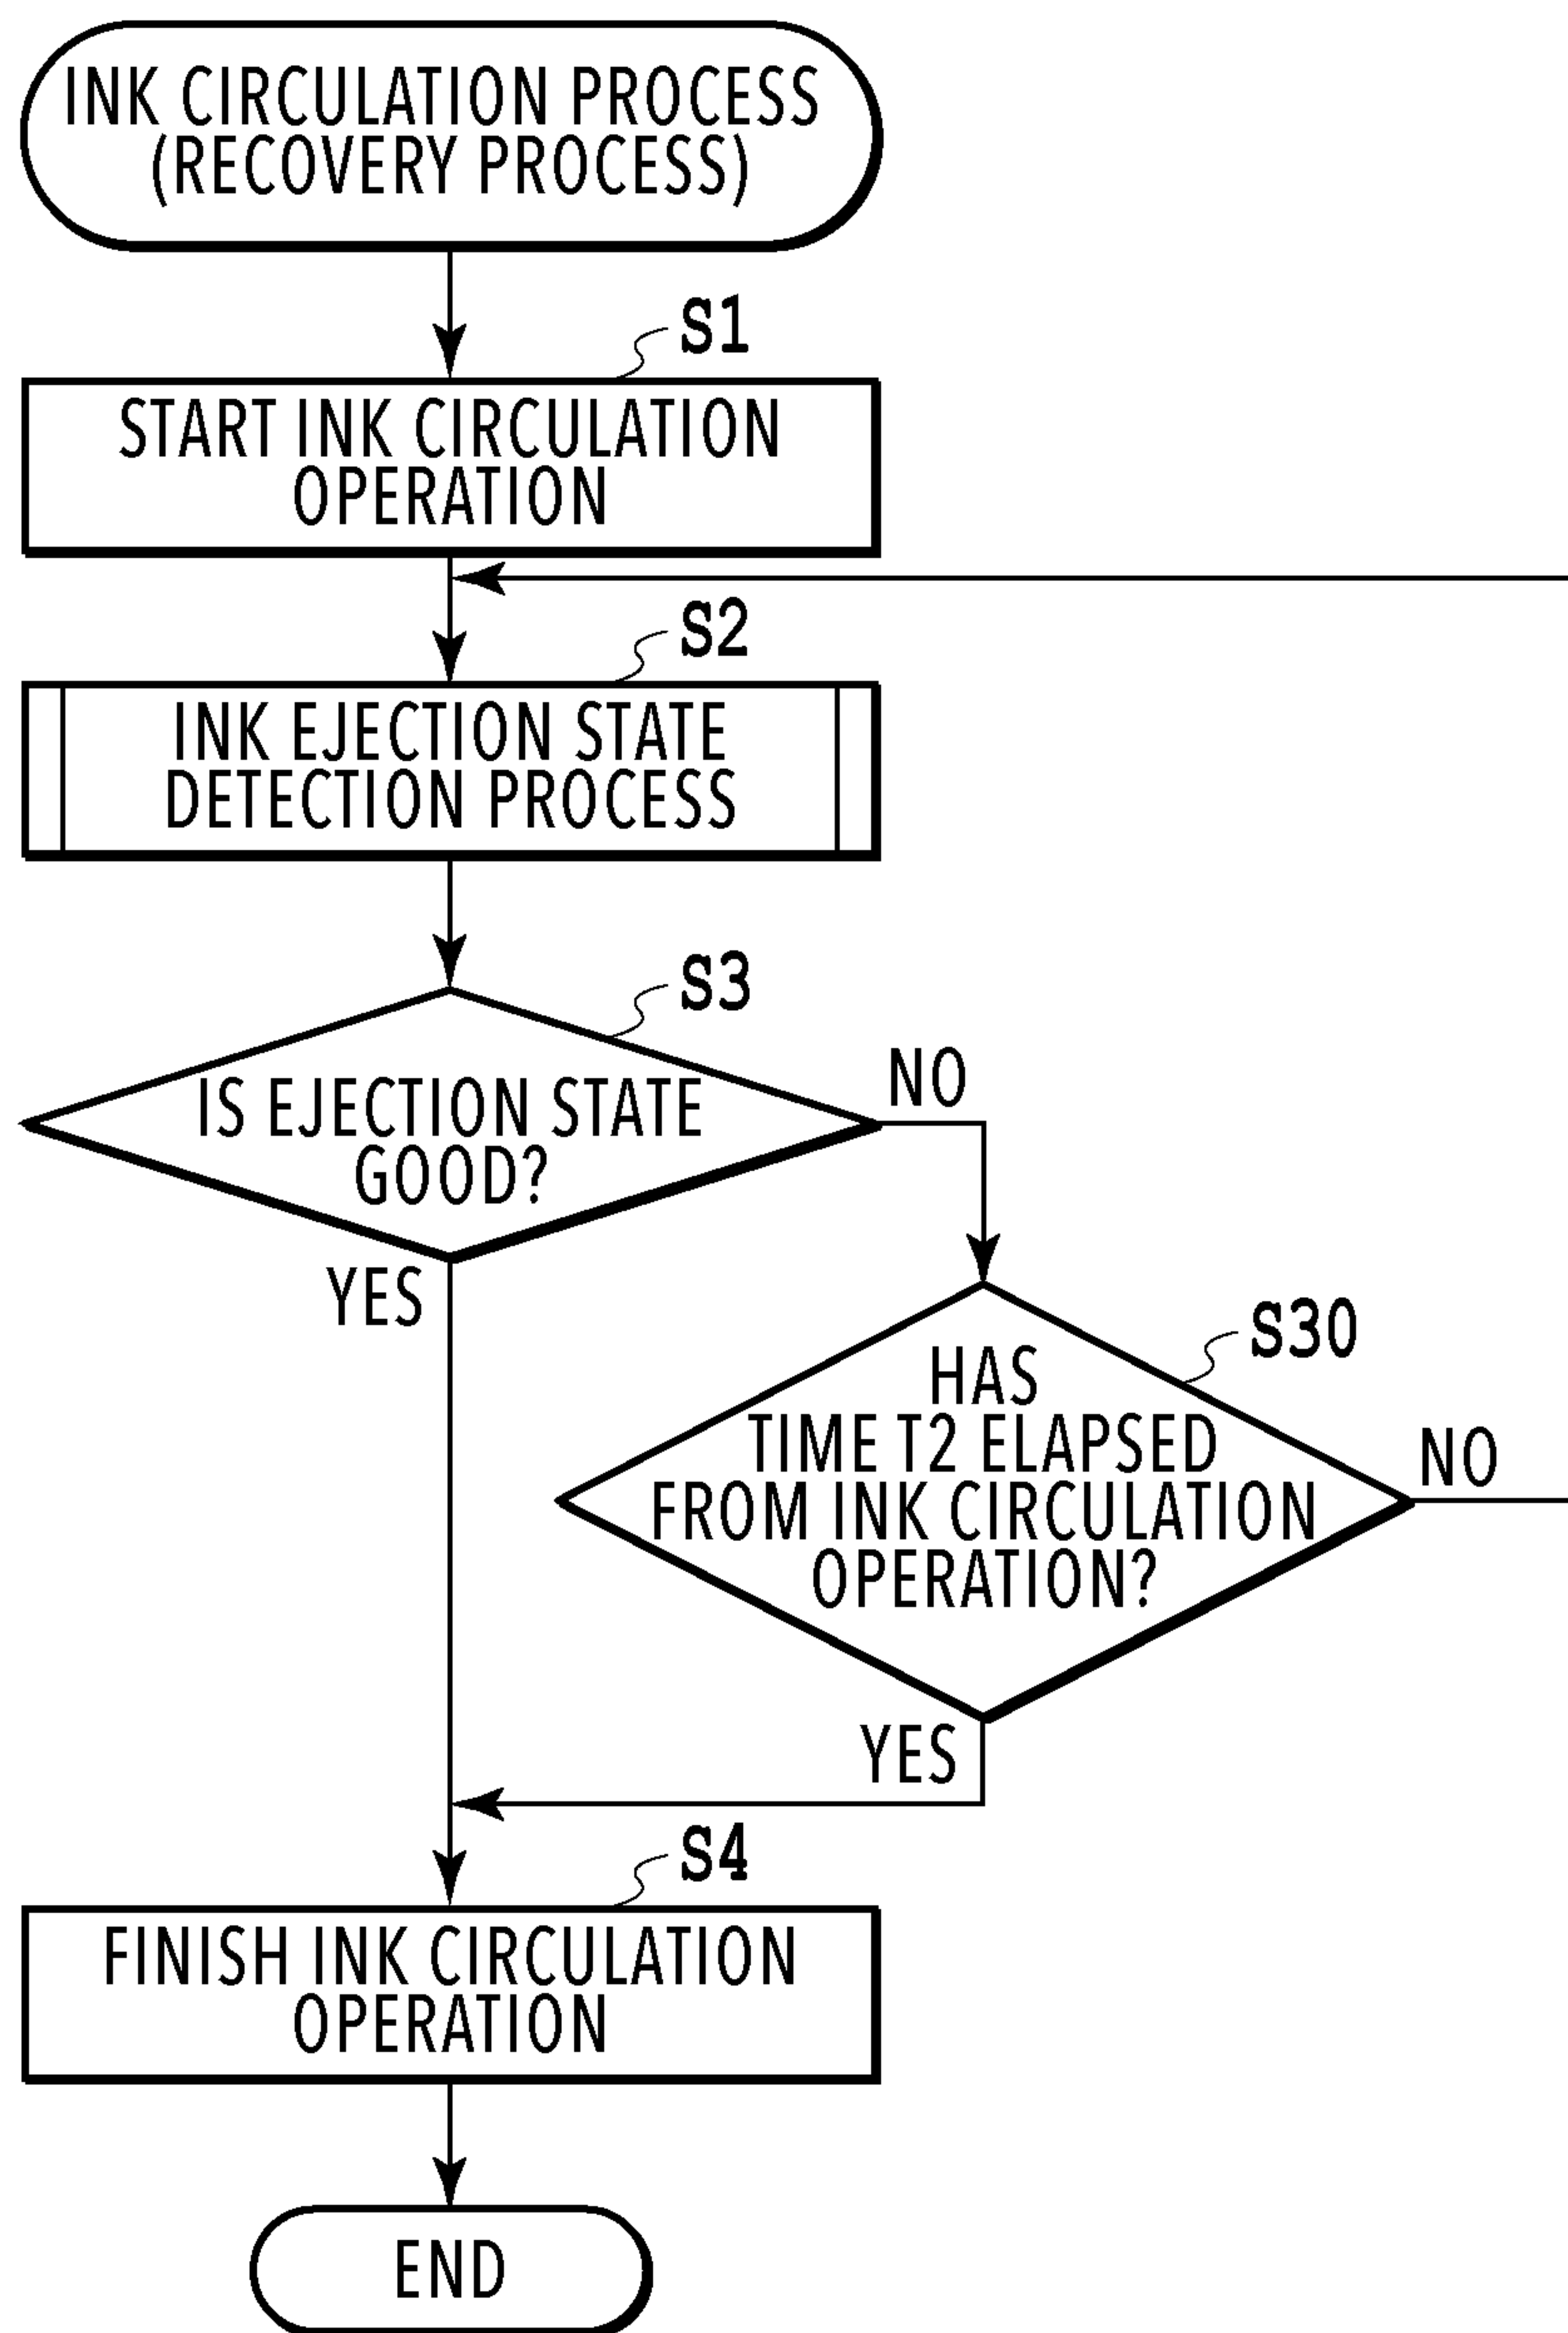 INK CIRCULATION PROCESS
(RECOVERY PROCESS)
S1
START INK CIRCULATION
OPERATION
S2
INK EJECTION STATE
DETECTION PROCESS
S3
IS EJECTION STATE
GOOD?
NO
YES
S30
HAS
TIME T2 ELAPSED
FROM INK CIRCULATION
OPERATION?
NO
YES
S4
FINISH INK CIRCULATION
OPERATION
END